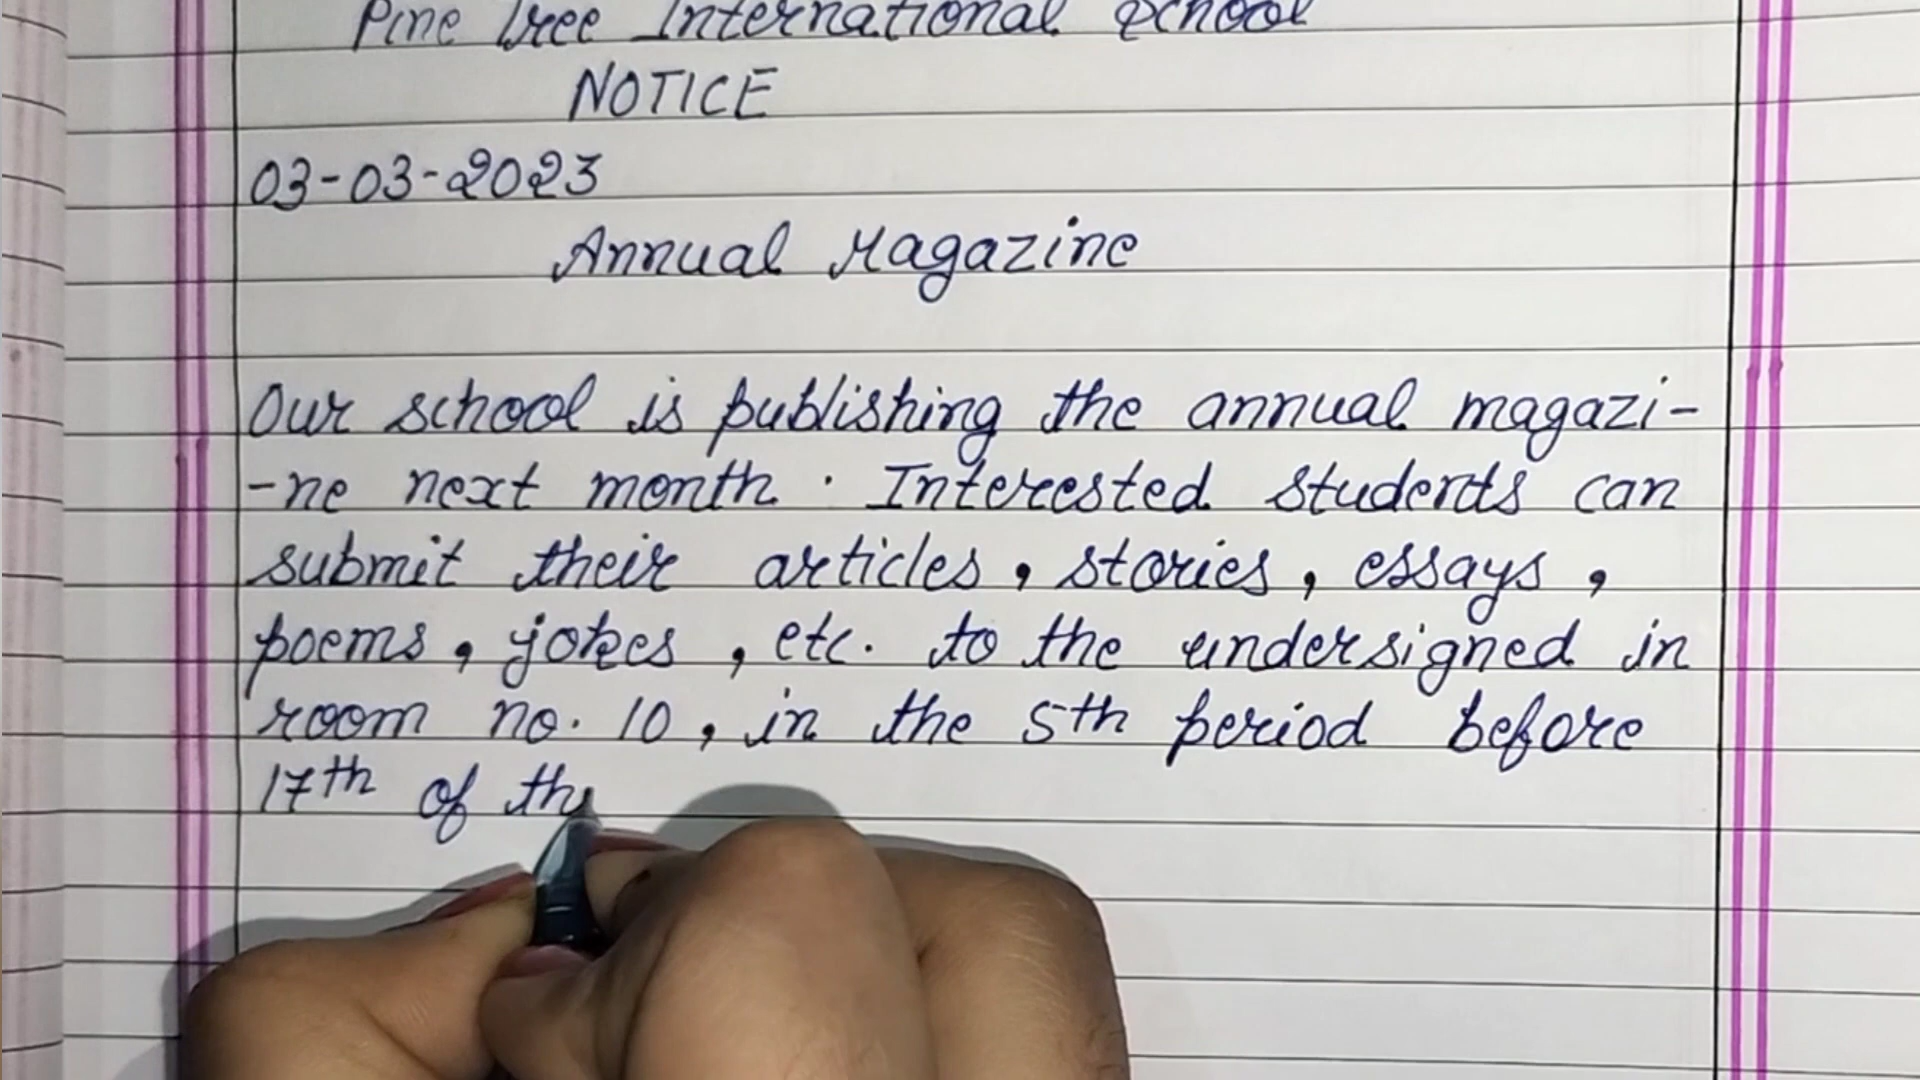 Pine Tree International School
NOTICE
03-03-2023
Annual Magazine
Our school is publishing the annual magazi-
-ne next month. Interested students can
submit their articles, stories, essays,
poems, jokes, etc. to the undersigned in
room no. 10, in the 5th period before
17th of th